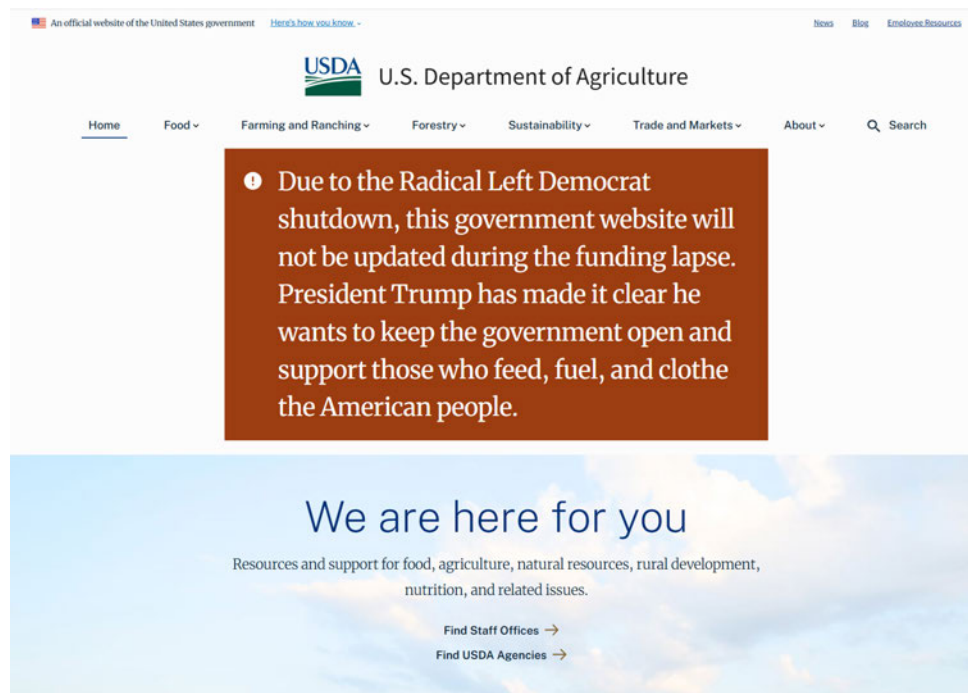 An official website of the United States government Here's how you know
News Blog Employee Resources
USDA
U.S. Department of Agriculture
Home Food Farming and Ranching Forestry Sustainability Trade and Markets About Search
Due to the Radical Left Democrat
shutdown, this government website will
not be updated during the funding lapse.
President Trump has made it clear he
wants to keep the government open and
support those who feed, fuel, and clothe
the American people.
We are here for you
Resources and support for food, agriculture, natural resources, rural development,
nutrition, and related issues.
Find Staff Offices →
Find USDA Agencies →